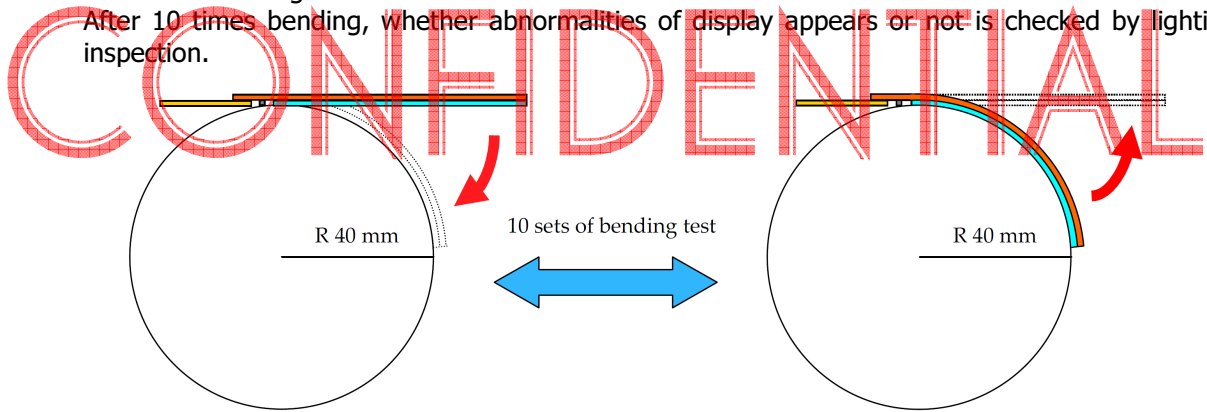 After 10 times bending, whether abnormalities of display appears or not is checked by
inspection.
CONFIDENTIAL
10 sets of bending test
R 40 mm
R 40 mm